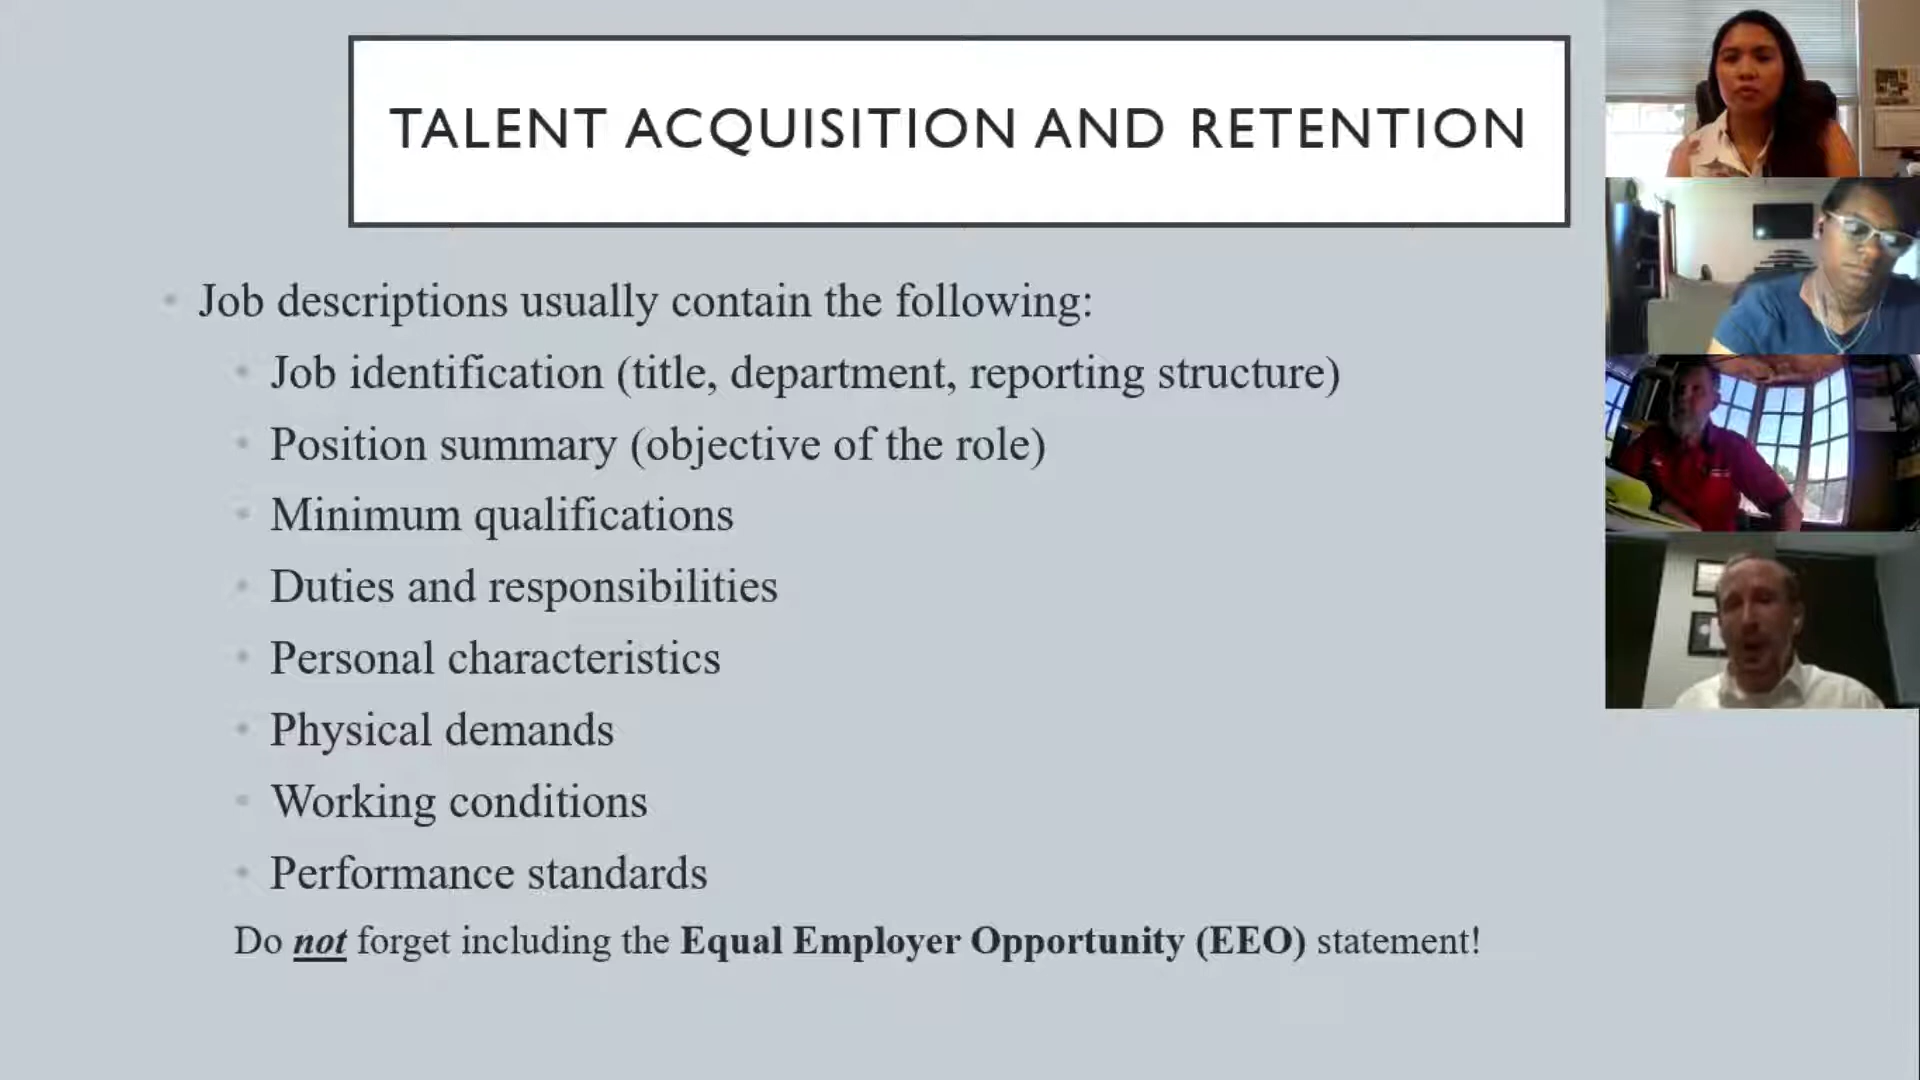 TALENT ACQUISITION AND RETENTION
Job descriptions usually contain the following:
Job identification (title, department, reporting structure)
Position summary (objective of the role)
Minimum qualifications
Duties and responsibilities
Personal characteristics
Physical demands
Working conditions
Performance standards
Do not forget including the Equal Employer Opportunity (EEO) statement!